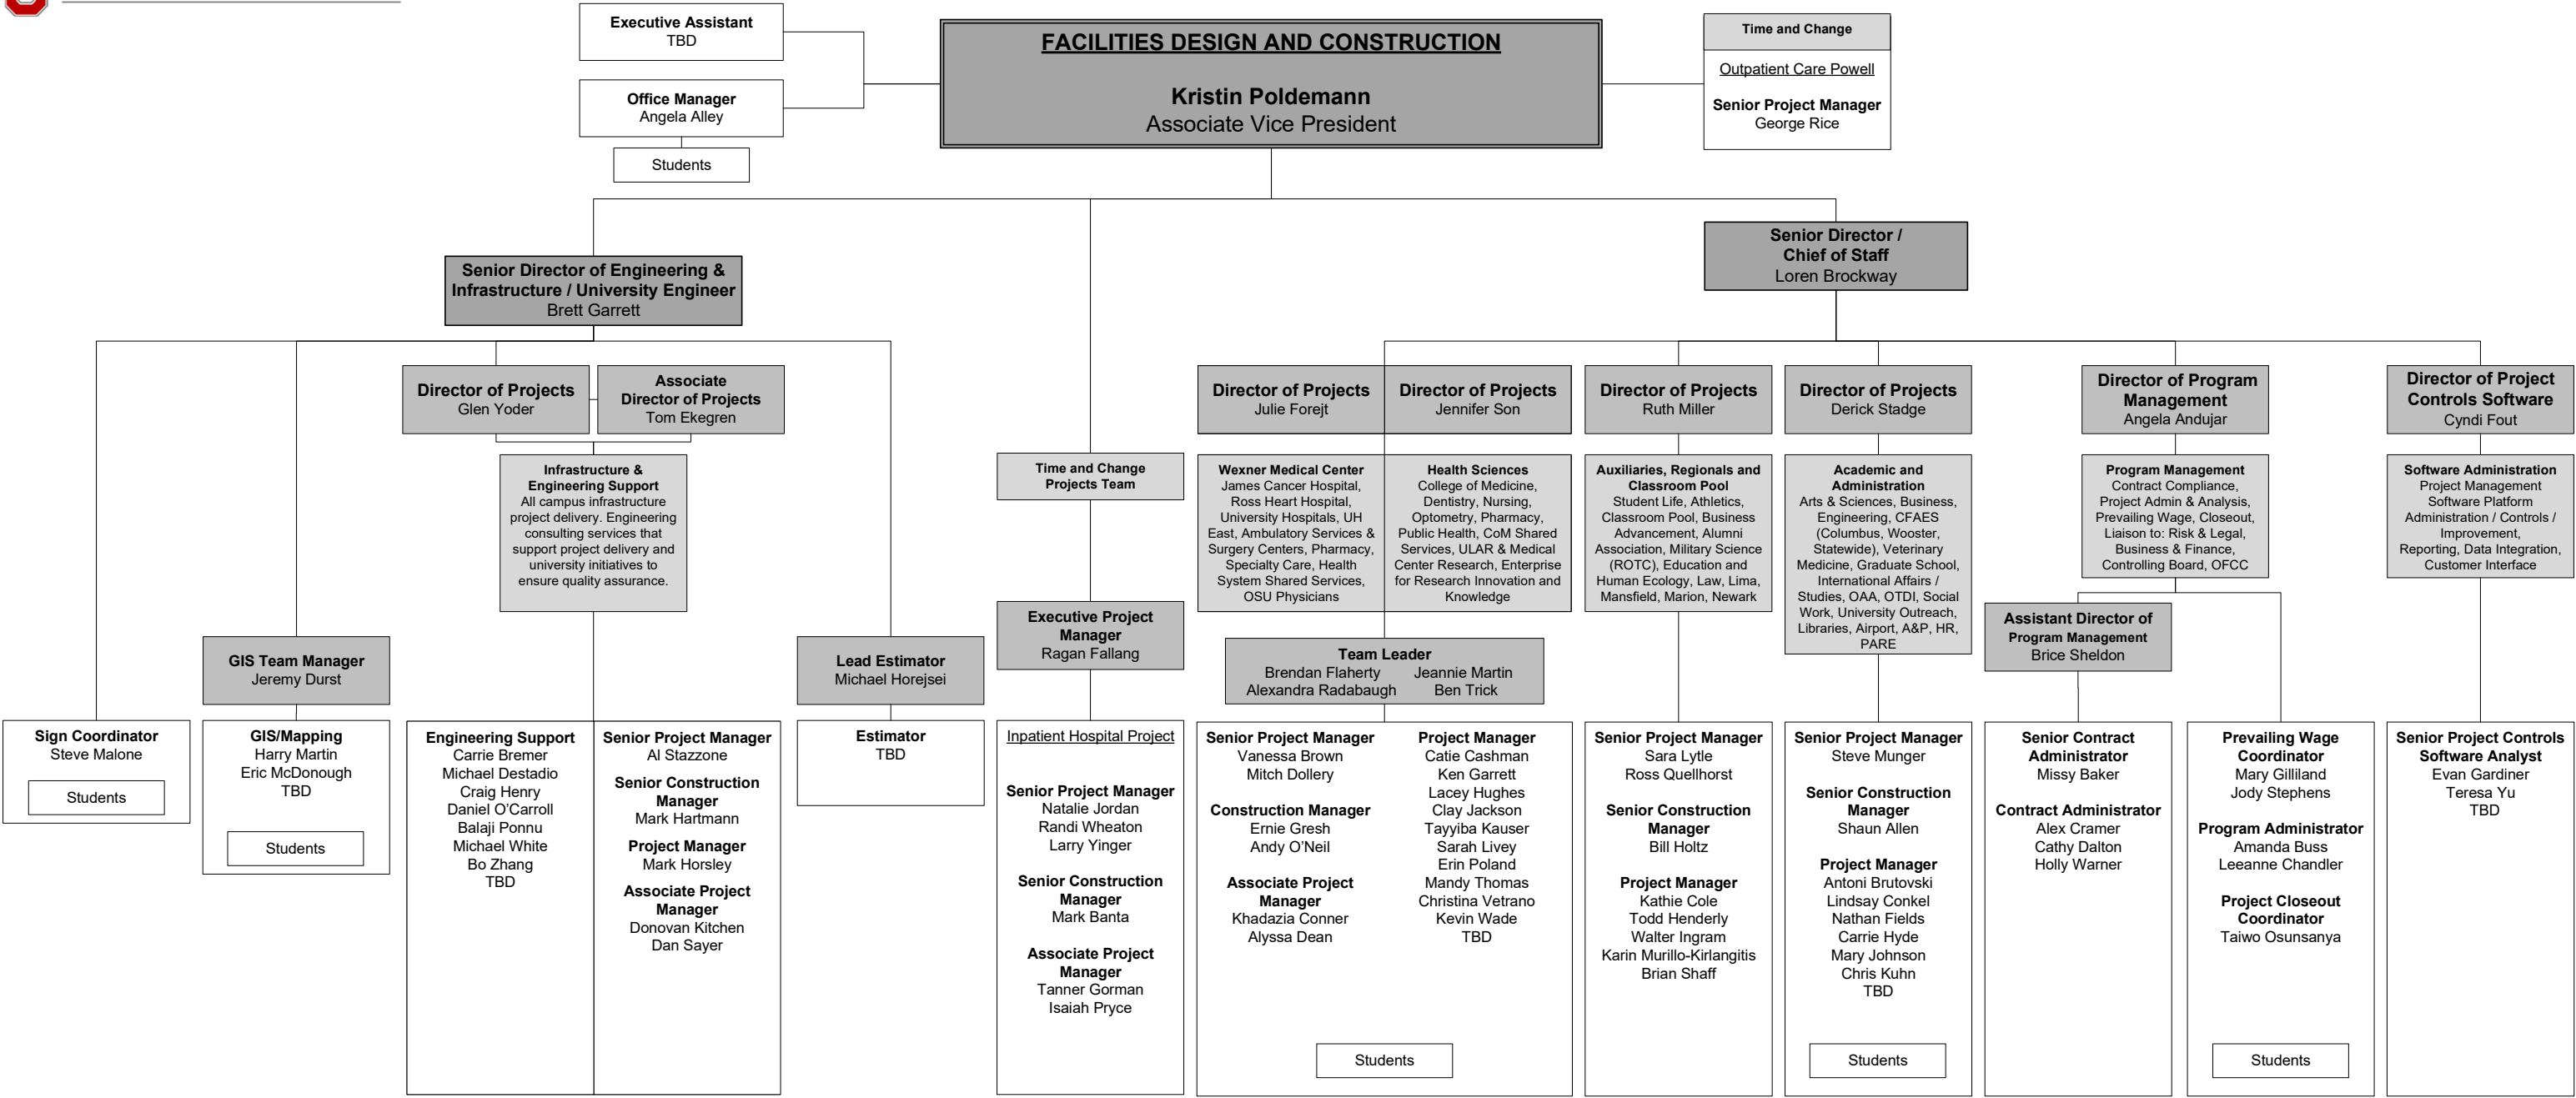 Executive Assistant
TBD
Office Manager
Angela Alley
Students
FACILITIES DESIGN AND CONSTRUCTION
Kristin Poldemann
Associate Vice President
Time and Change
Outpatient Care Powell
Senior Project Manager
George Rice
Senior Director of Engineering &
Infrastructure / University Engineer
Brett Garrett
Senior Director /
Chief of Staff
Loren Brockway
Director of Projects
Glen Yoder
Associate
Director of Projects
Tom Ekegren
Infrastructure &
Engineering Support
All campus infrastructure
project delivery. Engineering
consulting services that
support project delivery and
university initiatives to
ensure quality assurance.
GIS Team Manager
Jeremy Durst
Lead Estimator
Michael Horejsei
Sign Coordinator
Steve Malone
Students
GIS/Mapping
Harry Martin
Eric McDonough
TBD
Students
Engineering Support
Carrie Bremer
Michael Destadio
Craig Henry
Daniel O’Carroll
Balaji Ponnu
Michael White
Bo Zhang
TBD
Senior Project Manager
Al Stazzone
Senior Construction
Manager
Mark Hartmann
Project Manager
Mark Horsley
Associate Project
Manager
Donovan Kitchen
Dan Sayer
Estimator
TBD
Time and Change
Projects Team
Executive Project
Manager
Ragan Fallang
Inpatient Hospital Project
Senior Project Manager
Natalie Jordan
Randi Wheaton
Larry Yinger
Senior Construction
Manager
Mark Banta
Associate Project
Manager
Tanner Gorman
Isaiah Pryce
Director of Projects
Julie Forejt
Wexner Medical Center
James Cancer Hospital,
Ross Heart Hospital,
University Hospitals, UH
East, Ambulatory Services &
Surgery Centers, Pharmacy,
Specialty Care, Health
System Shared Services,
OSU Physicians
Director of Projects
Jennifer Son
Health Sciences
College of Medicine,
Dentistry, Nursing,
Optometry, Pharmacy,
Public Health, CoM Shared
Services, ULAR & Medical
Center Research, Enterprise
for Research Innovation and
Knowledge
Team Leader
Brendan Flaherty Jeannie Martin
Alexandra Radabaugh Ben Trick
Senior Project Manager
Vanessa Brown
Mitch Dollery
Construction Manager
Ernie Gresh
Andy O’Neil
Associate Project
Manager
Khadazia Conner
Alyssa Dean
Project Manager
Catie Cashman
Ken Garrett
Lacey Hughes
Clay Jackson
Tayyiba Kauser
Sarah Livey
Erin Poland
Mandy Thomas
Christina Vetrano
Kevin Wade
TBD
Students
Director of Projects
Ruth Miller
Auxiliaries, Regionals and
Classroom Pool
Student Life, Athletics,
Classroom Pool, Business
Advancement, Alumni
Association, Military Science
(ROTC), Education and
Human Ecology, Law, Lima,
Mansfield, Marion, Newark
Senior Project Manager
Sara Lytle
Ross Quellhorst
Senior Construction
Manager
Bill Holtz
Project Manager
Kathie Cole
Todd Henderly
Walter Ingram
Karin Murillo-Kirlangitis
Brian Shaff
Director of Projects
Derick Stadge
Academic and
Administration
Arts & Sciences, Business,
Engineering, CFAES
(Columbus, Wooster,
Statewide), Veterinary
Medicine, Graduate School,
International Affairs /
Studies, OAA, OTDI, Social
Work, University Outreach,
Libraries, Airport, A&P, HR,
PARE
Senior Project Manager
Steve Munger
Senior Construction
Manager
Shaun Allen
Project Manager
Antoni Brutovski
Lindsay Conkel
Nathan Fields
Carrie Hyde
Mary Johnson
Chris Kuhn
TBD
Students
Director of Program
Management
Angela Andujar
Program Management
Contract Compliance,
Project Admin & Analysis,
Prevailing Wage, Closeout,
Liaison to: Risk & Legal,
Business & Finance,
Controlling Board, OFCC
Assistant Director of
Program Management
Brice Sheldon
Senior Contract
Administrator
Missy Baker
Contract Administrator
Alex Cramer
Cathy Dalton
Holly Warner
Prevailing Wage
Coordinator
Mary Gilliland
Jody Stephens
Program Administrator
Amanda Buss
Leeanne Chandler
Project Closeout
Coordinator
Taiwo Osunsanya
Students
Director of Project
Controls Software
Cyndi Fout
Software Administration
Project Management
Software Platform
Administration / Controls /
Improvement,
Reporting, Data Integration,
Customer Interface
Senior Project Controls
Software Analyst
Evan Gardiner
Teresa Yu
TBD